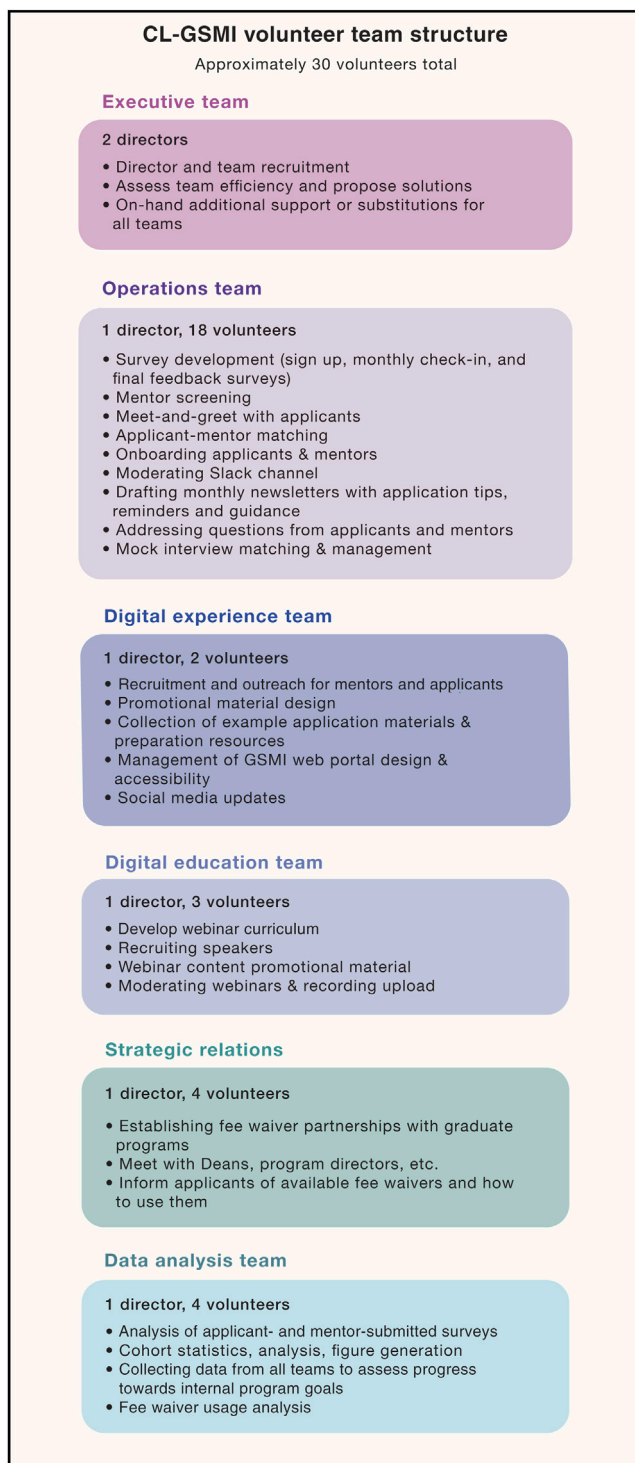 CL-GSMI volunteer team structure
Approximately 30 volunteers total
Executive team
2 directors
• Director and team recruitment
• Assess team efficiency and propose solutions
• On-hand additional support or substitutions for
all teams
Operations team
1 director, 18 volunteers
• Survey development (sign up, monthly check-in, and
final feedback surveys)
• Mentor screening
• Meet-and-greet with applicants
• Applicant-mentor matching
• Onboarding applicants & mentors
• Moderating Slack channel
• Drafting monthly newsletters with application tips,
reminders and guidance
• Addressing questions from applicants and mentors
• Mock interview matching & management
Digital experience team
1 director, 2 volunteers
• Recruitment and outreach for mentors and applicants
• Promotional material design
• Collection of example application materials &
preparation resources
• Management of GSMI web portal design &
accessibility
• Social media updates
Digital education team
1 director, 3 volunteers
• Develop webinar curriculum
• Recruiting speakers
• Webinar content promotional material
• Moderating webinars & recording upload
Strategic relations
1 director, 4 volunteers
• Establishing fee waiver partnerships with graduate
programs
• Meet with Deans, program directors, etc.
• Inform applicants of available fee waivers and how
to use them
Data analysis team
1 director, 4 volunteers
• Analysis of applicant- and mentor-submitted surveys
• Cohort statistics, analysis, figure generation
• Collecting data from all teams to assess progress
towards internal program goals
• Fee waiver usage analysis